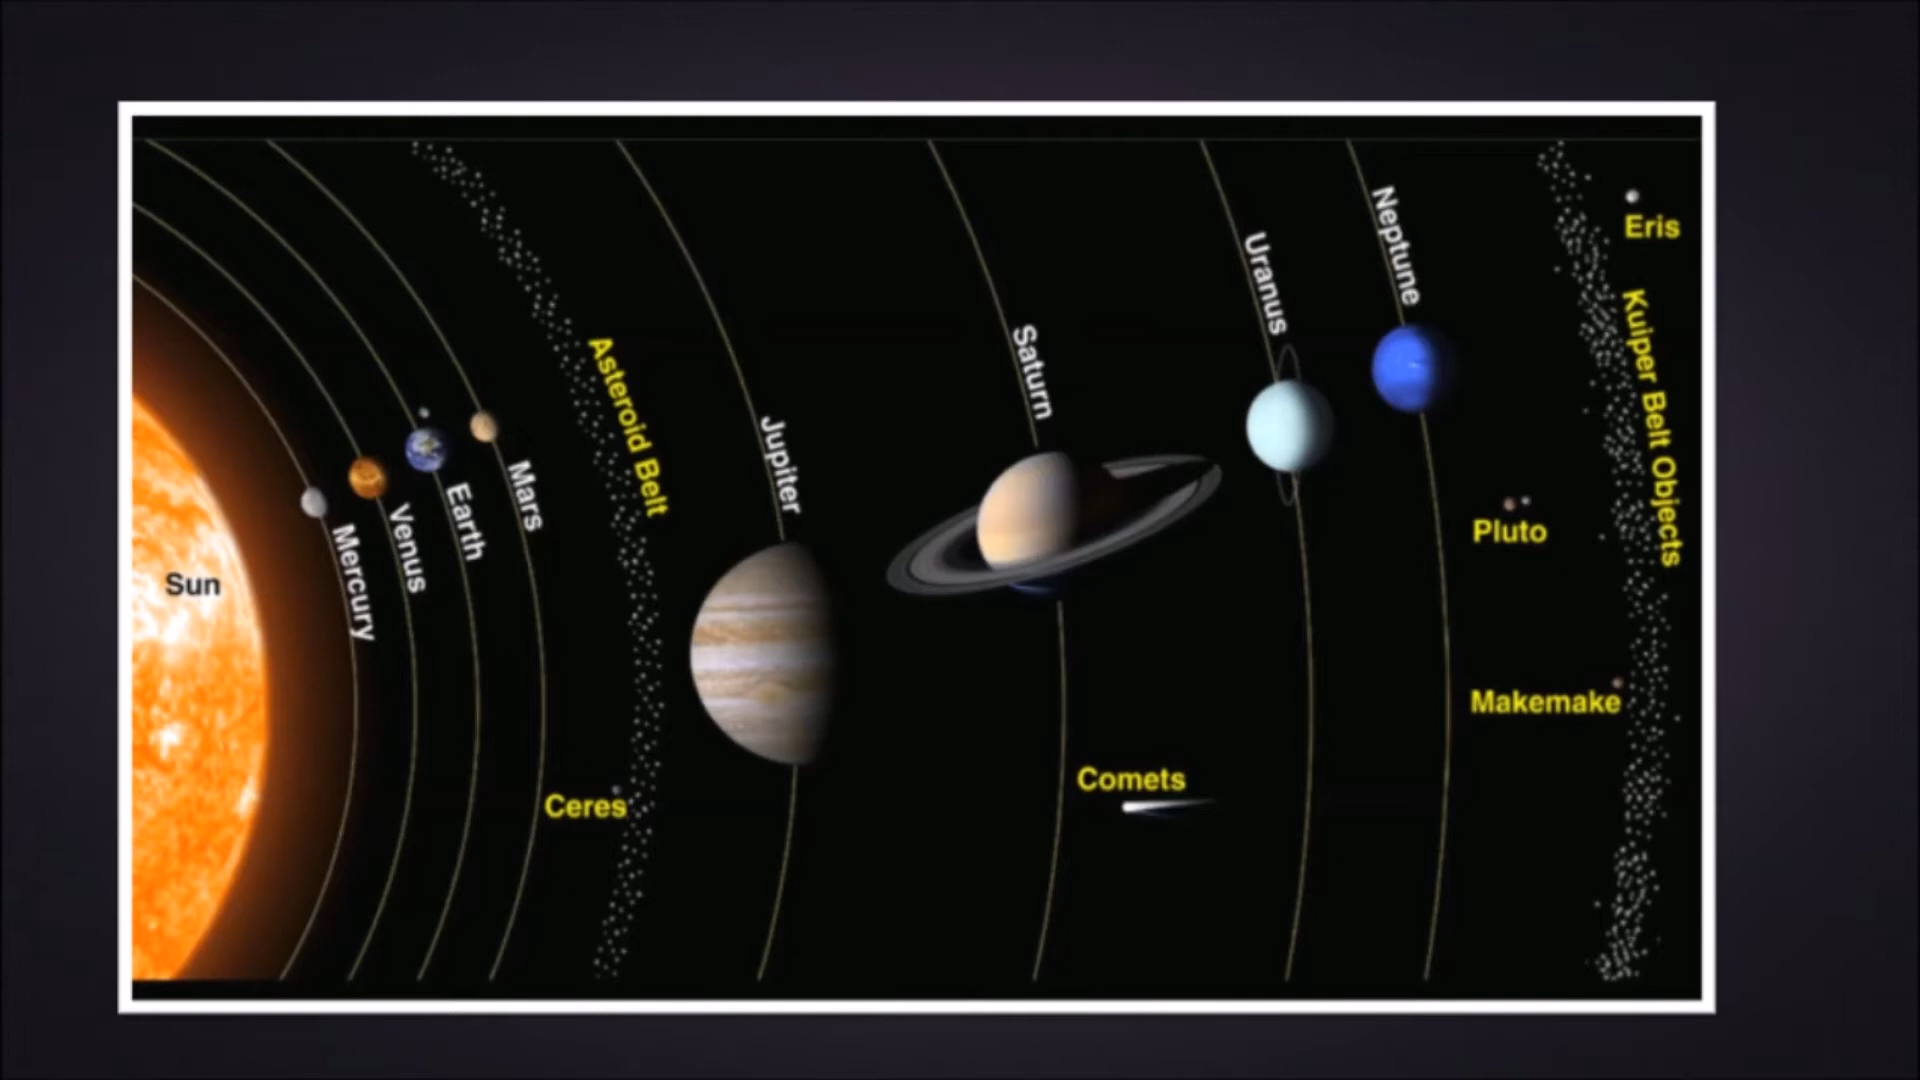 Sun
Mercury
Venus
Earth
Mars
Asteroid Belt
Ceres
Jupiter
Saturn
Comets
Uranus
Neptune
Pluto
Makemake
Eris
Kuiper Belt Objects